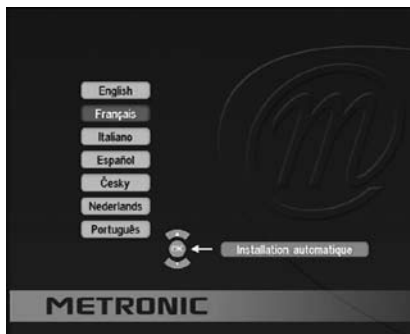 English
Français
Italiano
Español
Česky
Nederlands
Português
OK
Installation automatique
METRONIC